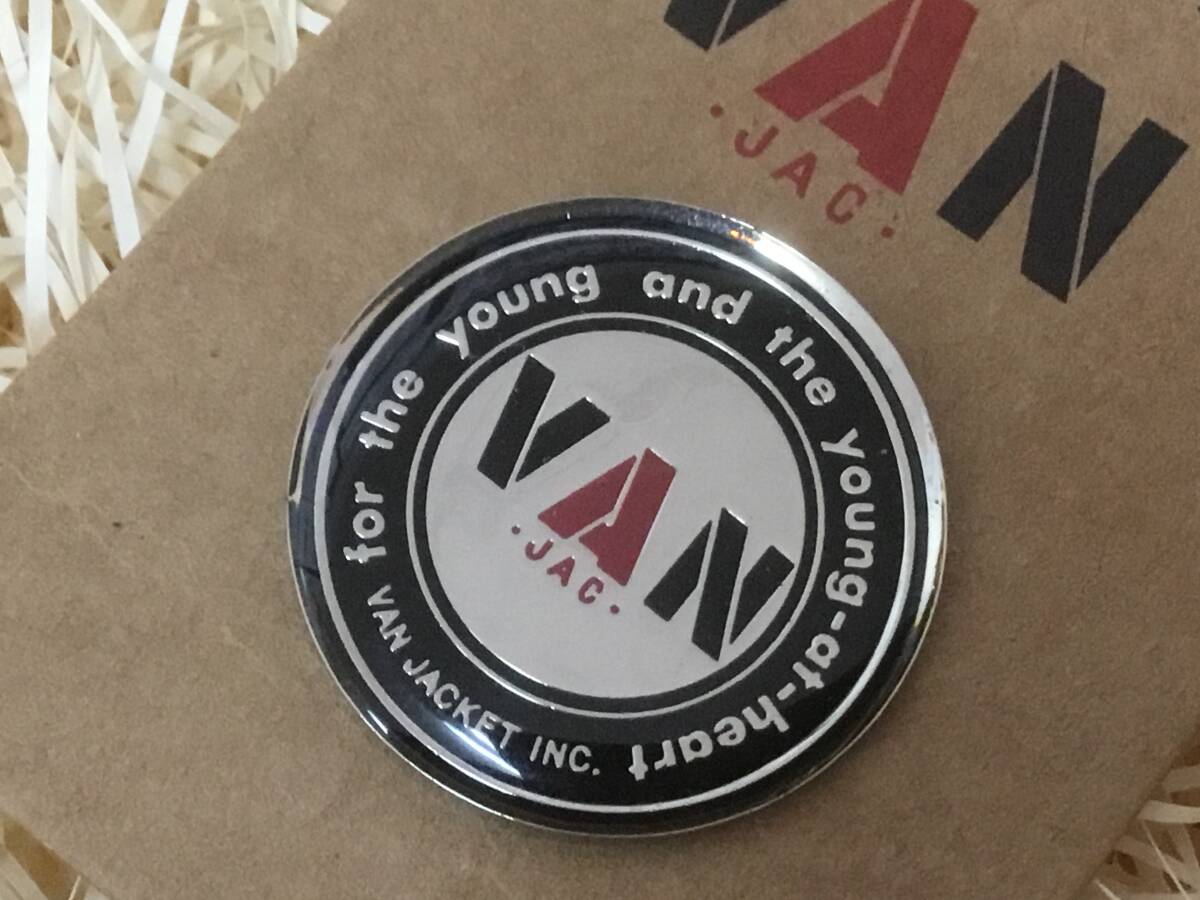 VAN
·JAC·
for the young and the young-at-heart
VAN
·JAC·
VAN JACKET INC.